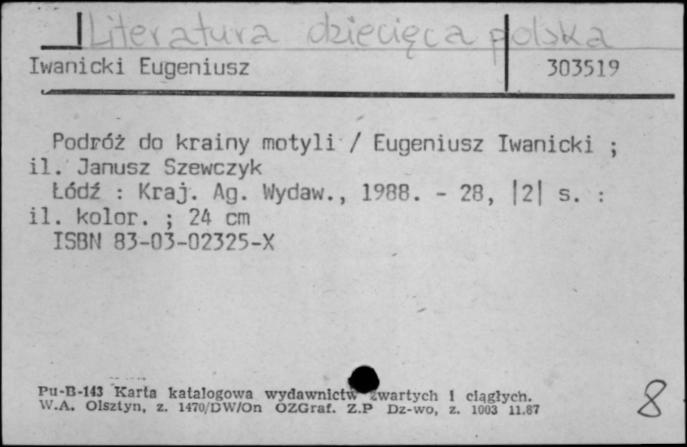 Literatura dziecięca polska
Iwanicki Eugeniusz 303519
Podróż do krainy motyli / Eugeniusz Iwanicki ;
il. Janusz Szewczyk
Łódź : Kraj. Ag. Wydaw., 1988. - 28, |2| s. :
il. kolor. ; 24 cm
ISBN 83-03-02325-X
Pu-B-143 Karta katalogowa wydawnictw zwartych i ciągłych.
W.A. Olsztyn, z. 1470/DW/On OZGraf. Z.P Dz-wo, z. 1003 11.87
8